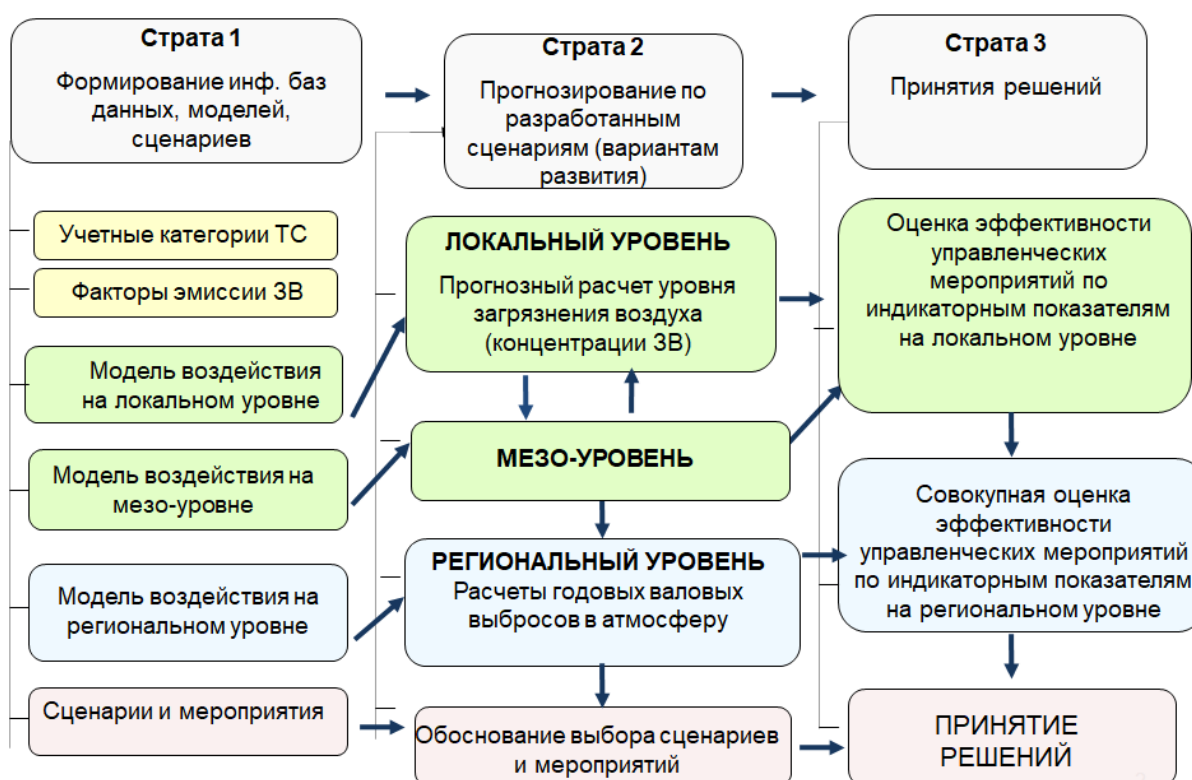 Страта 1
Формирование инф. баз
данных, моделей,
сценариев
Страта 2
Прогнозирование по
разработанным
сценариям (вариантам
развития)
Страта 3
Принятия решений
Учетные категории ТС
Факторы эмиссии ЗВ
Модель воздействия
на локальном уровне
Модель воздействия на
мезо-уровне
Модель воздействия на
региональном уровне
Сценарии и мероприятия
ЛОКАЛЬНЫЙ УРОВЕНЬ
Прогнозный расчет уровня
загрязнения воздуха
(концентрации ЗВ)
МЕЗО-УРОВЕНЬ
РЕГИОНАЛЬНЫЙ УРОВЕНЬ
Расчеты годовых валовых
выбросов в атмосферу
Обоснование выбора сценариев
и мероприятий
Оценка эффективности
управленческих
мероприятий по
индикаторным показателям
на локальном уровне
Совокупная оценка
эффективности
управленческих мероприятий
по индикаторным показателям
на региональном уровне
ПРИНЯТИЕ
РЕШЕНИЙ